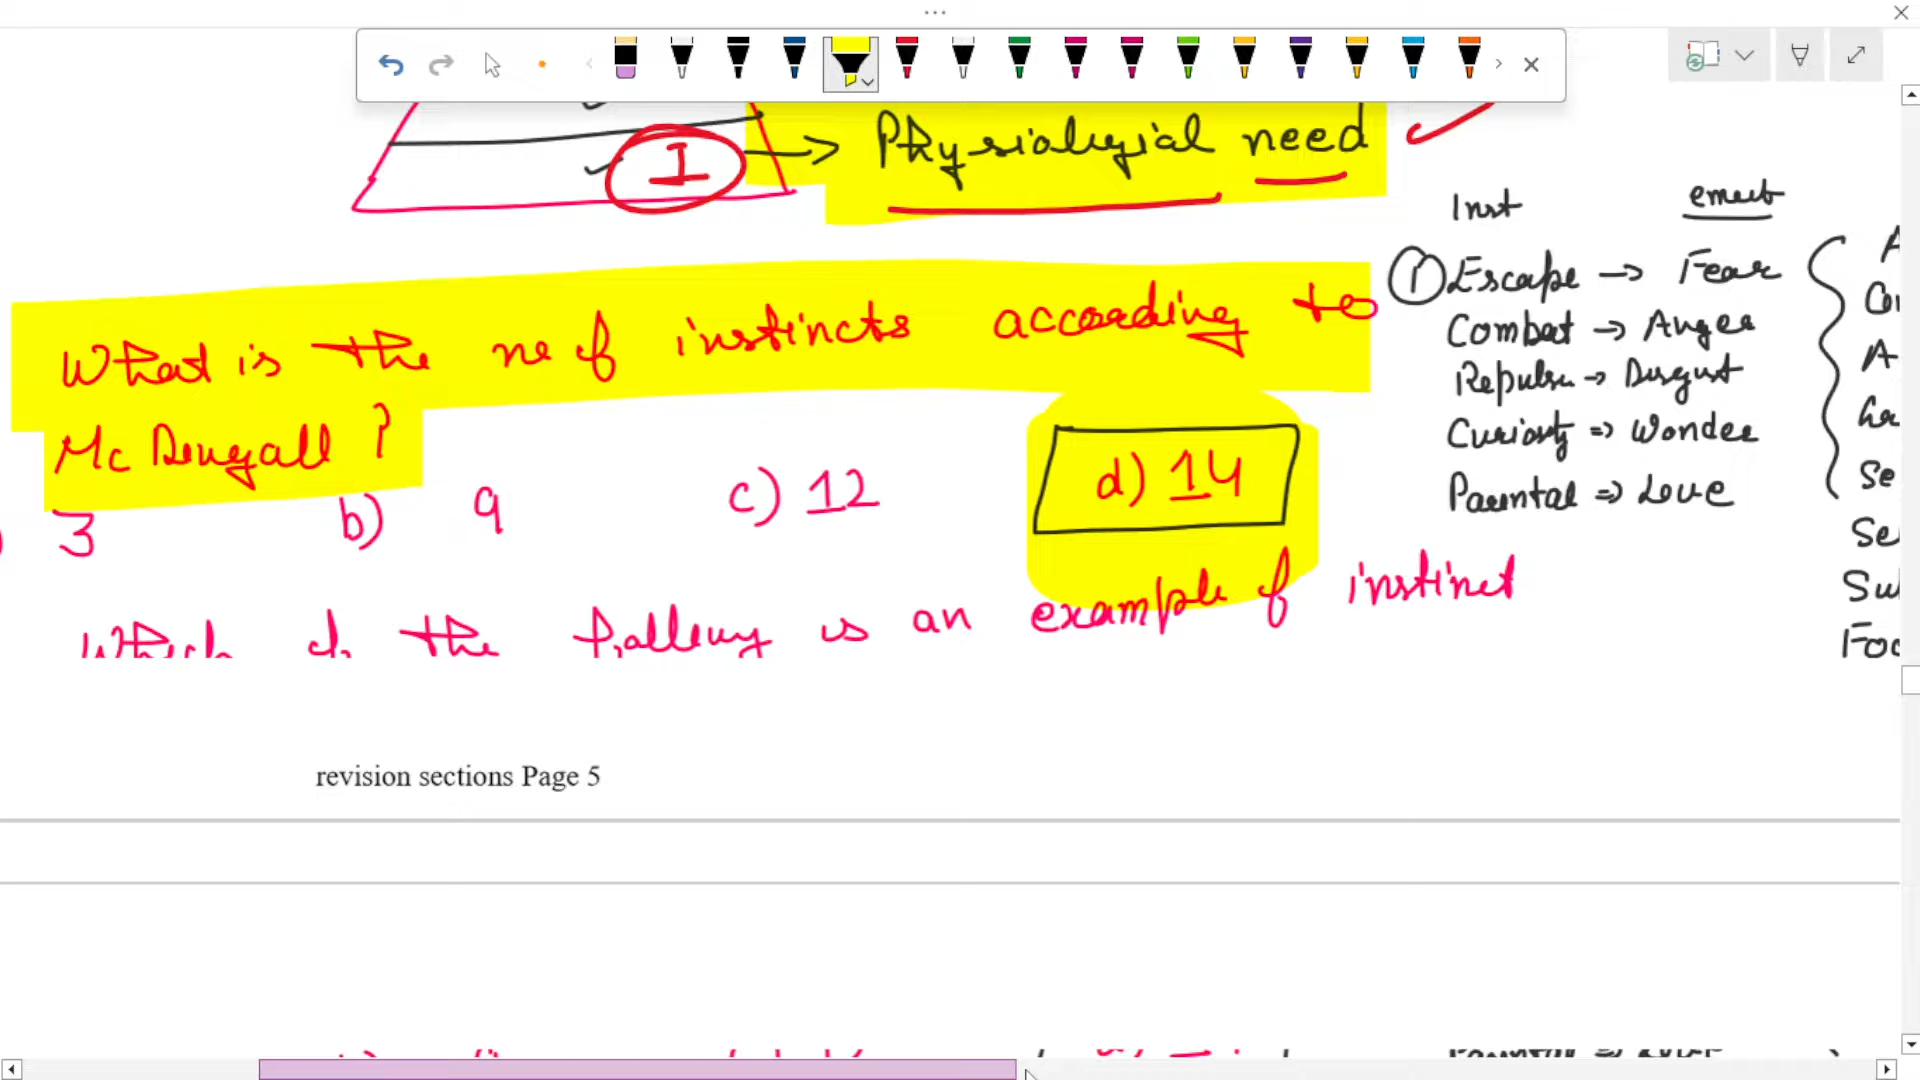 I → Physiological need
Inst emot
① Escape → Fear
Combat → Anger
Repulsn → Disgust
Curiosty => Wonder
Parental => Love
What is the no of instincts according to
Mc Dougall ?
3 b) 9 c) 12 d) 14
Which of the following is an example of instinct
revision sections Page 5